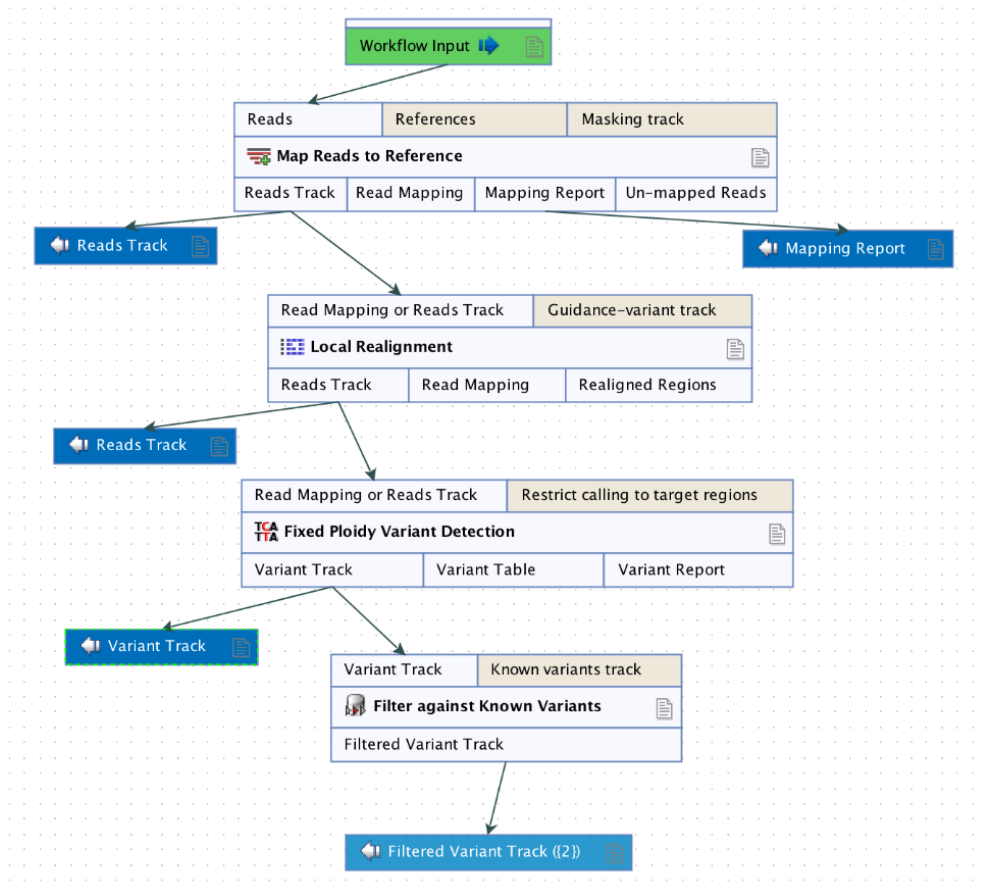 Workflow Input
Reads References Masking track
Map Reads to Reference
Reads Track Read Mapping Mapping Report Un-mapped Reads
Reads Track Mapping Report
Read Mapping or Reads Track Guidance-variant track
Local Realignment
Reads Track Read Mapping Realigned Regions
Reads Track
Read Mapping or Reads Track Restrict calling to target regions
TCA
TTA
Fixed Ploidy Variant Detection
Variant Track Variant Table Variant Report
Variant Track
Variant Track Known variants track
Filter against Known Variants
Filtered Variant Track
Filtered Variant Track ({2})